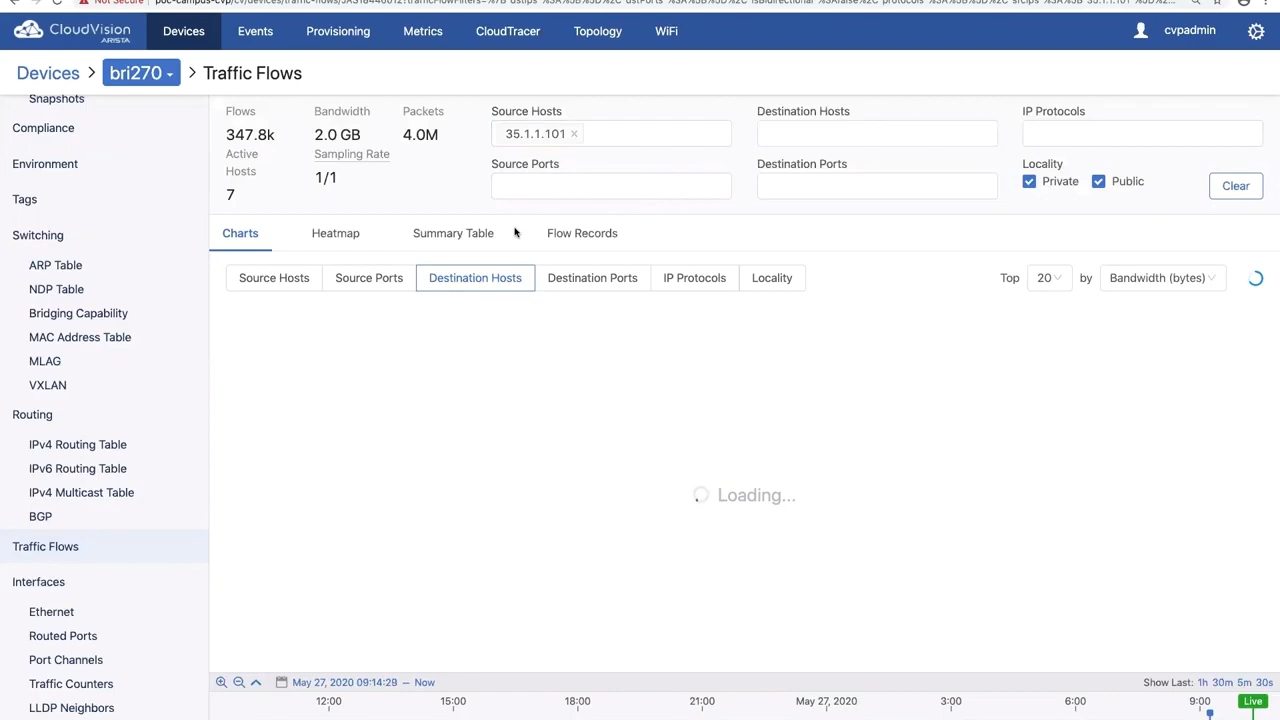 Not Secure
CloudVision
ARISTA
Devices
Events
Provisioning
Metrics
CloudTracer
Topology
WiFi
cvpadmin
Devices > bri270 > Traffic Flows
Snapshots
Compliance
Environment
Tags
Switching
ARP Table
NDP Table
Bridging Capability
MAC Address Table
MLAG
VXLAN
Routing
IPv4 Routing Table
IPv6 Routing Table
IPv4 Multicast Table
BGP
Traffic Flows
Interfaces
Ethernet
Routed Ports
Port Channels
Traffic Counters
LLDP Neighbors
Flows
347.8k
Active
Hosts
7
Bandwidth
2.0 GB
Sampling Rate
1/1
Packets
4.0M
Source Hosts
35.1.1.101 ×
Source Ports
Destination Hosts
Destination Ports
IP Protocols
Locality
Private
Public
Clear
Charts
Heatmap
Summary Table
Flow Records
Source Hosts
Source Ports
Destination Hosts
Destination Ports
IP Protocols
Locality
Top 20 by Bandwidth (bytes)
Loading...
May 27, 2020 09:14:29 – Now
Show Last: 1h 30m 5m 30s
12:00
15:00
18:00
21:00
May 27, 2020
3:00
6:00
9:00
Live